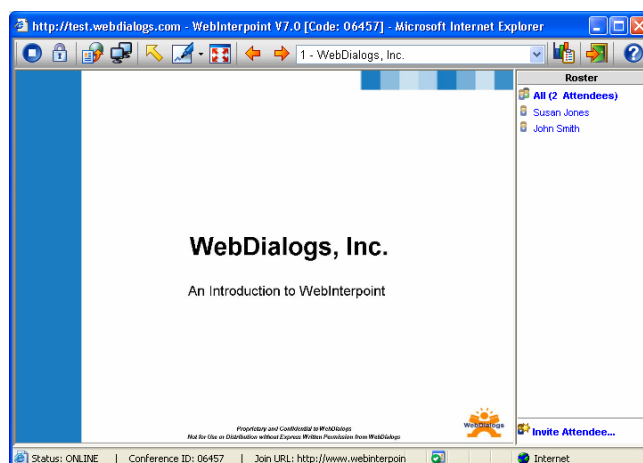 http://test.webdialogs.com - WebInterpoint V7.0 [Code: 06457] - Microsoft Internet Explorer
1 - WebDialogs, Inc.
Roster
All (2 Attendees)
Susan Jones
John Smith
WebDialogs, Inc.
An Introduction to WebInterpoint
Proprietary and Confidential to WebDialogs
Not for Use or Distribution without Express Written Permission from WebDialogs
WebDialogs
Invite Attendee...
Status: ONLINE | Conference ID: 06457 | Join URL: http://www.webinterpoin
Internet